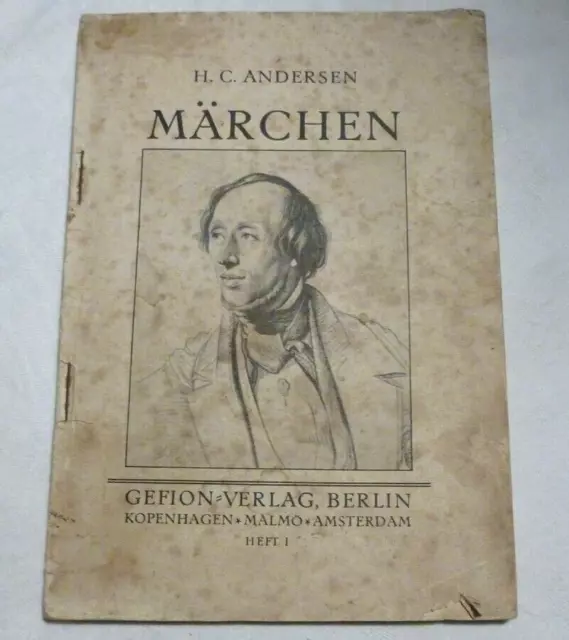 H. C. ANDERSEN
MÄRCHEN
GEFION=VERLAG, BERLIN
KOPENHAGEN • MALMÖ • AMSTERDAM
HEFT 1